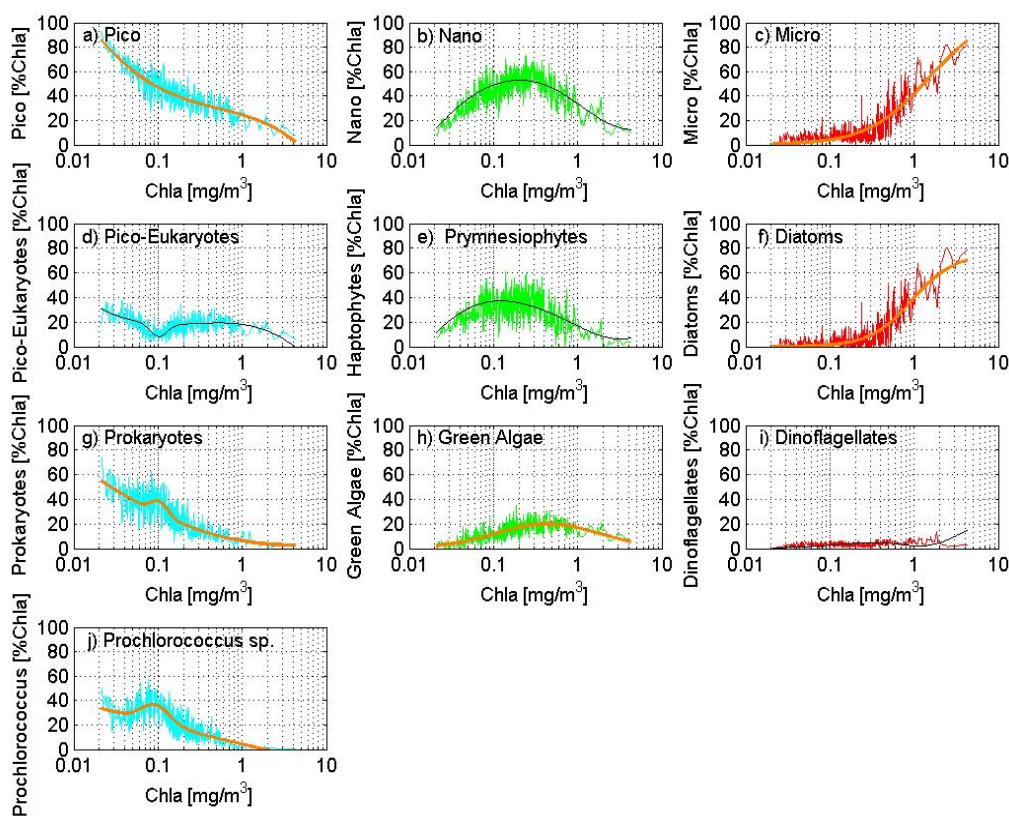 a) Pico
Pico [%Chla]
100
80
60
40
20
0
0.01 0.1 1 10
Chla [mg/m³]
b) Nano
Nano [%Chla]
100
80
60
40
20
0
0.01 0.1 1 10
Chla [mg/m³]
c) Micro
Micro [%Chla]
100
80
60
40
20
0
0.01 0.1 1 10
Chla [mg/m³]
d) Pico-Eukaryotes
Pico-Eukaryotes [%Chla]
100
80
60
40
20
0
0.01 0.1 1 10
Chla [mg/m³]
e) Prymnesiophytes
Haptophytes [%Chla]
100
80
60
40
20
0
0.01 0.1 1 10
Chla [mg/m³]
f) Diatoms
Diatoms [%Chla]
100
80
60
40
20
0
0.01 0.1 1 10
Chla [mg/m³]
g) Prokaryotes
Prokaryotes [%Chla]
100
80
60
40
20
0
0.01 0.1 1 10
Chla [mg/m³]
h) Green Algae
Green Algae [%Chla]
100
80
60
40
20
0
0.01 0.1 1 10
Chla [mg/m³]
i) Dinoflagellates
Dinoflagellates [%Chla]
100
80
60
40
20
0
0.01 0.1 1 10
Chla [mg/m³]
j) Prochlorococcus sp.
Prochlorococcus [%Chla]
100
80
60
40
20
0
0.01 0.1 1 10
Chla [mg/m³]